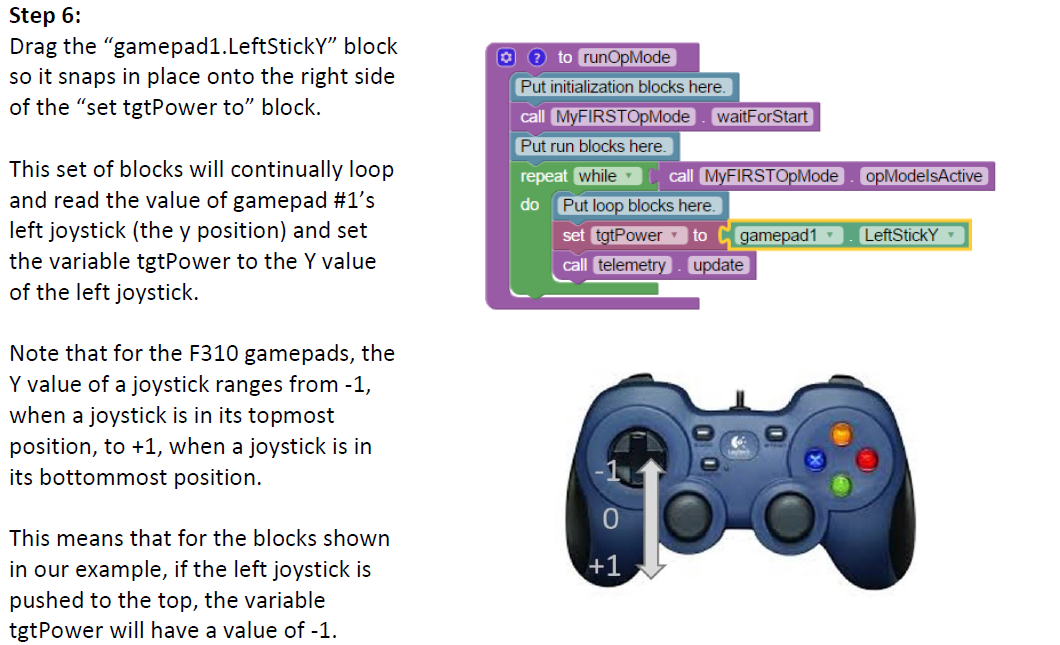 Step 6:
Drag the “gamepad1.LeftStickY” block
so it snaps in place onto the right side
of the “set tgtPower to” block.
This set of blocks will continually loop
and read the value of gamepad #1’s
left joystick (the y position) and set
the variable tgtPower to the Y value
of the left joystick.
Note that for the F310 gamepads, the
Y value of a joystick ranges from -1,
when a joystick is in its topmost
position, to +1, when a joystick is in
its bottommost position.
This means that for the blocks shown
in our example, if the left joystick is
pushed to the top, the variable
tgtPower will have a value of -1.
? to runOpMode
Put initialization blocks here.
call MyFIRSTOpMode . waitForStart
Put run blocks here.
repeat while call MyFIRSTOpMode . opModeIsActive
do Put loop blocks here.
set tgtPower to gamepad1 . LeftStickY
call telemetry . update
-1
0
+1
X